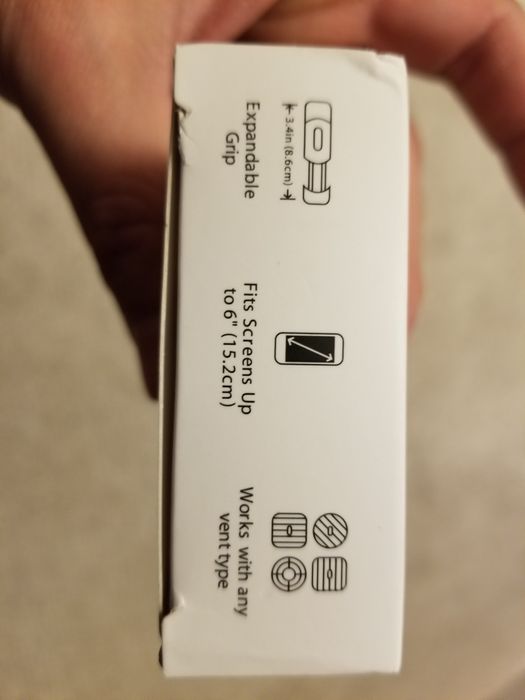 3.4in (8.6cm)
Expandable
Grip
Fits Screens Up
to 6" (15.2cm)
Works with any
vent type